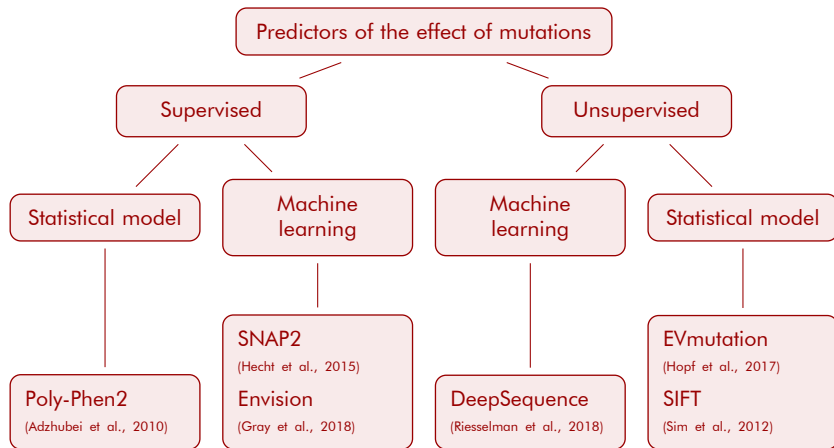 Predictors of the effect of mutations
Supervised
Unsupervised
Statistical model
Machine
learning
Machine
learning
Statistical model
Poly-Phen2
(Adzhubei et al., 2010)
SNAP2
(Hecht et al., 2015)
Envision
(Gray et al., 2018)
DeepSequence
(Riesselman et al., 2018)
EVmutation
(Hopf et al., 2017)
SIFT
(Sim et al., 2012)